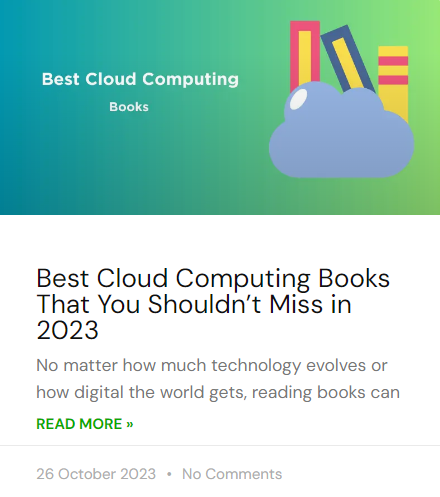 Best Cloud Computing
Books
Best Cloud Computing Books
That You Shouldn’t Miss in
2023
No matter how much technology evolves or
how digital the world gets, reading books can
READ MORE »
26 October 2023 • No Comments